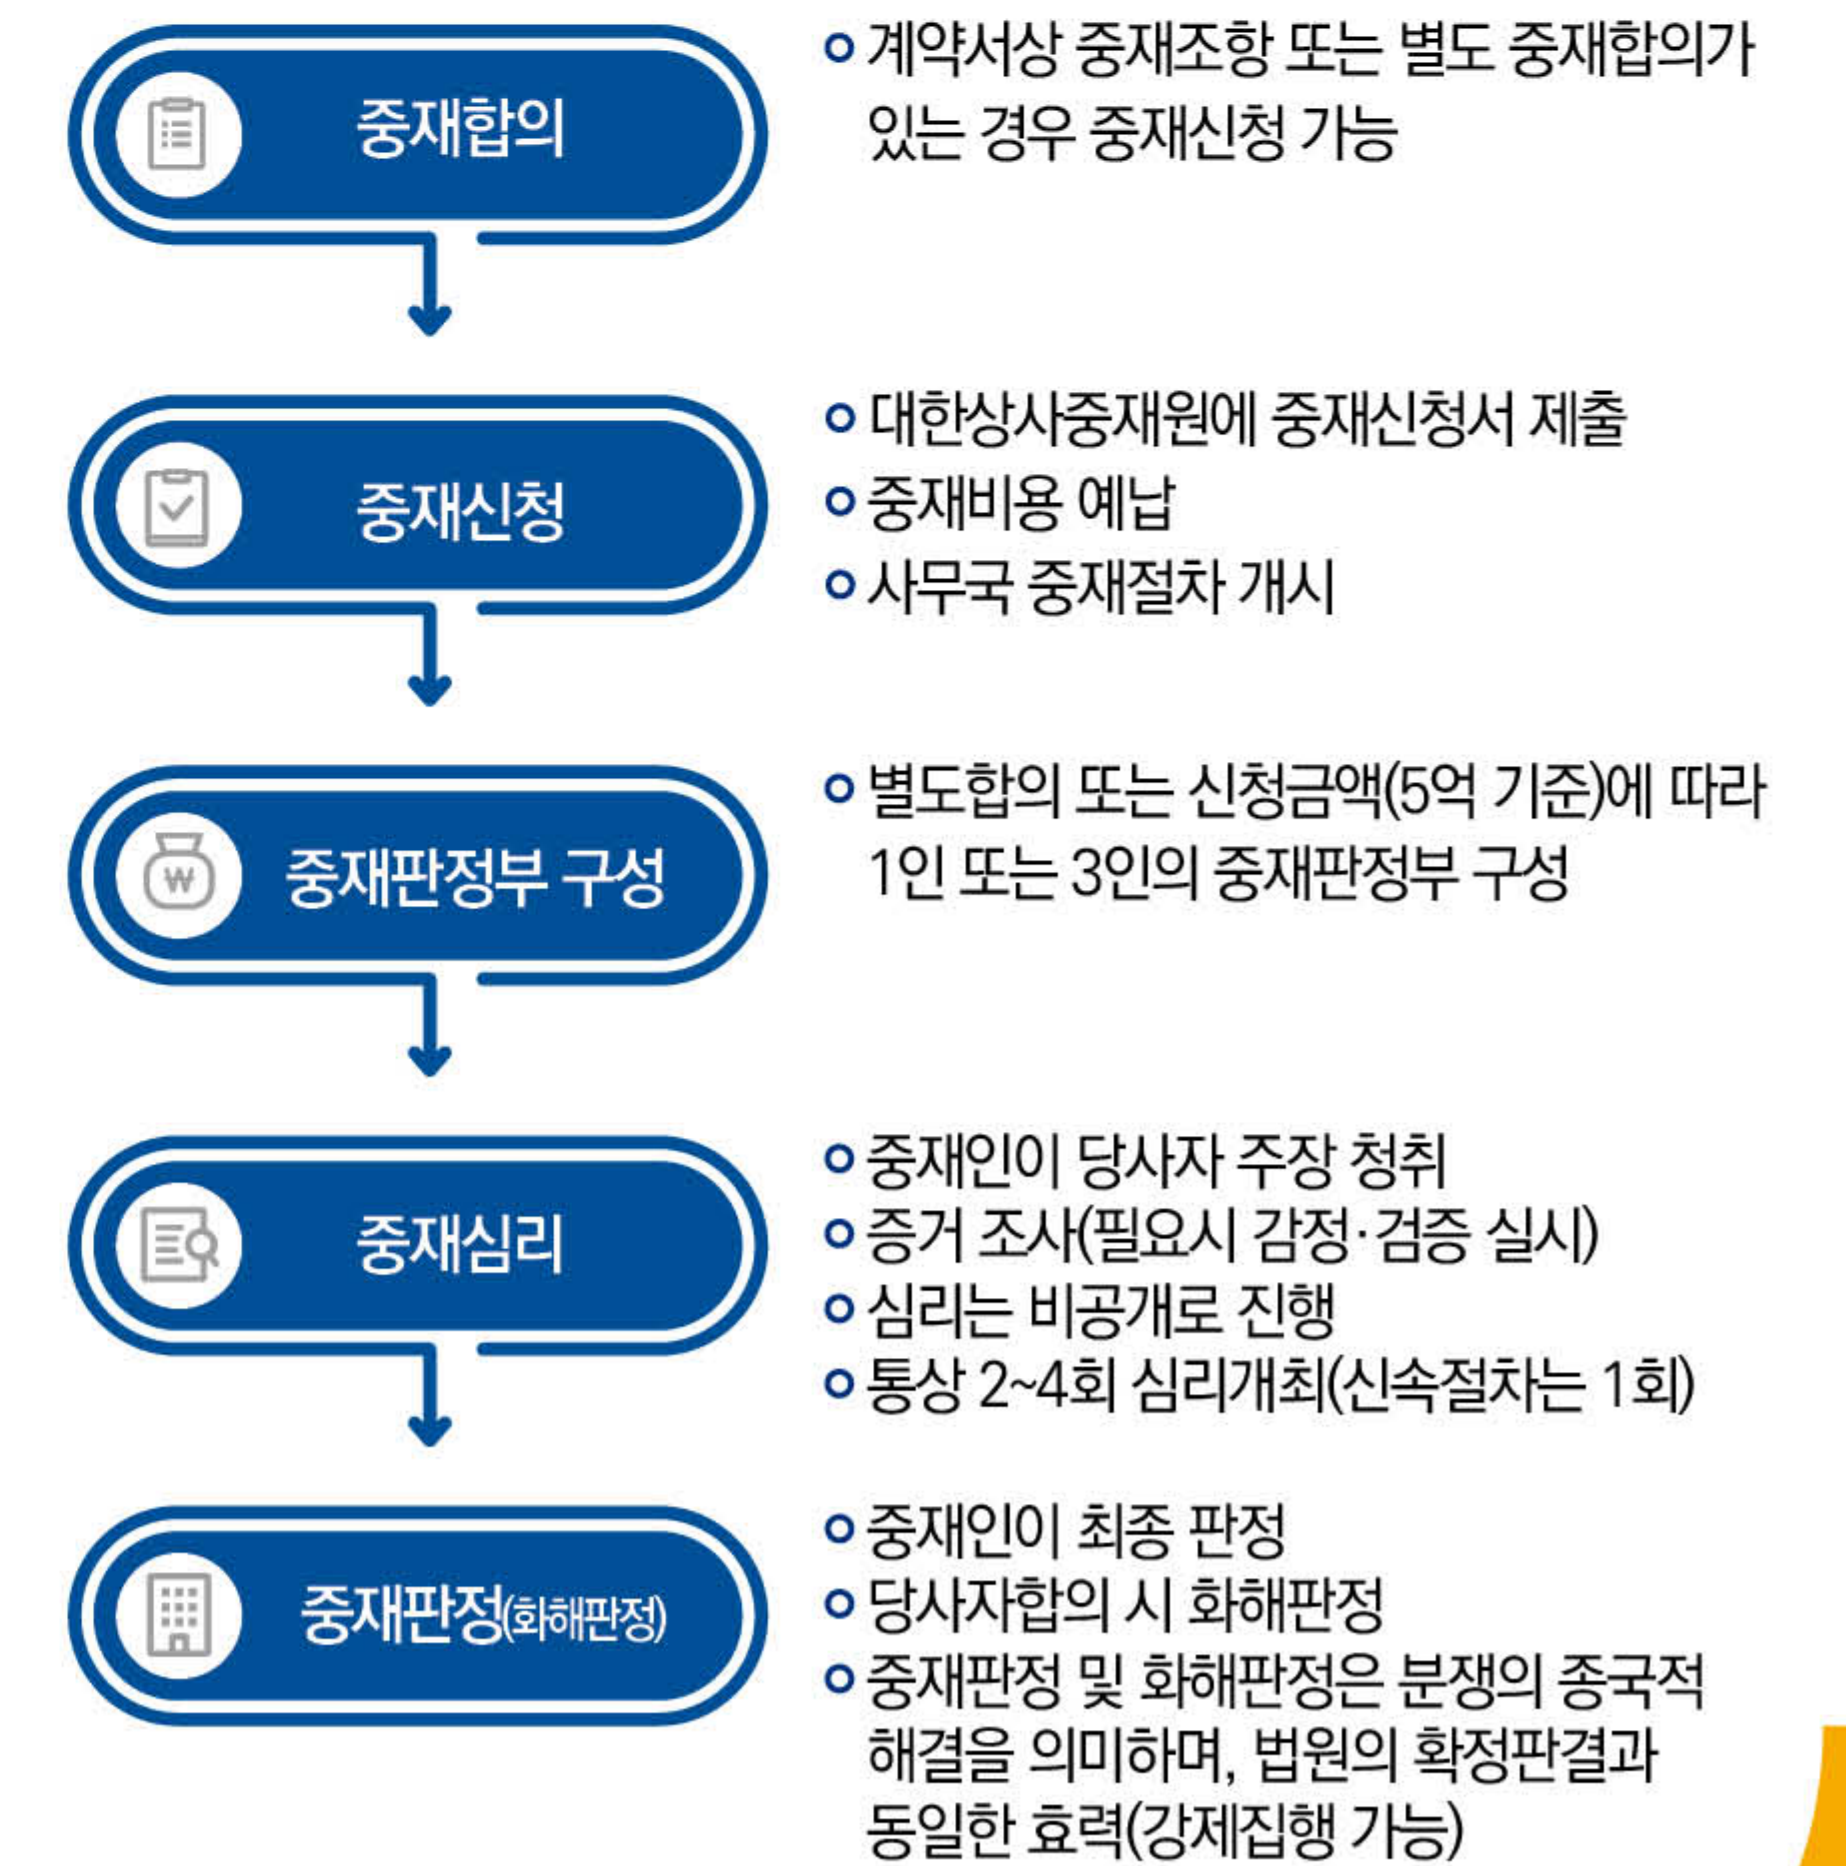 중재합의
○ 계약서상 중재조항 또는 별도 중재합의가
있는 경우 중재신청 가능
중재신청
○ 대한상사중재원에 중재신청서 제출
○ 중재비용 예납
○ 사무국 중재절차 개시
₩
중재판정부 구성
○ 별도합의 또는 신청금액(5억 기준)에 따라
1인 또는 3인의 중재판정부 구성
중재심리
○ 중재인이 당사자 주장 청취
○ 증거 조사(필요시 감정·검증 실시)
○ 심리는 비공개로 진행
○ 통상 2~4회 심리개최(신속절차는 1회)
중재판정(화해판정)
○ 중재인이 최종 판정
○ 당사자합의 시 화해판정
○ 중재판정 및 화해판정은 분쟁의 종국적
해결을 의미하며, 법원의 확정판결과
동일한 효력(강제집행 가능)